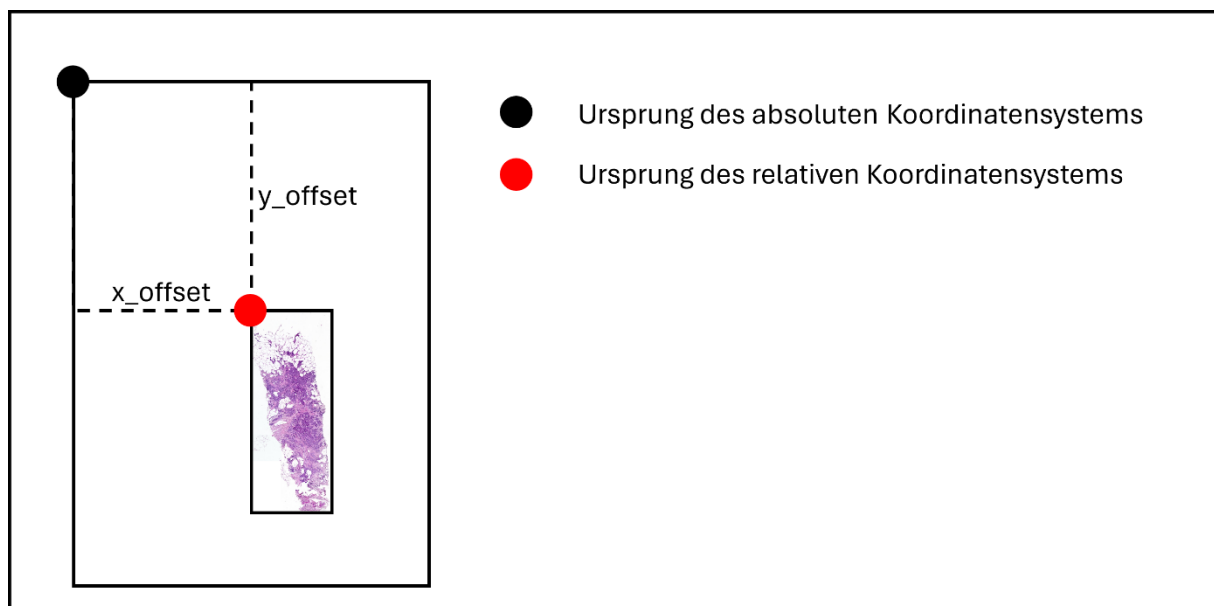 Ursprung des absoluten Koordinatensystems
Ursprung des relativen Koordinatensystems
y_offset
x_offset